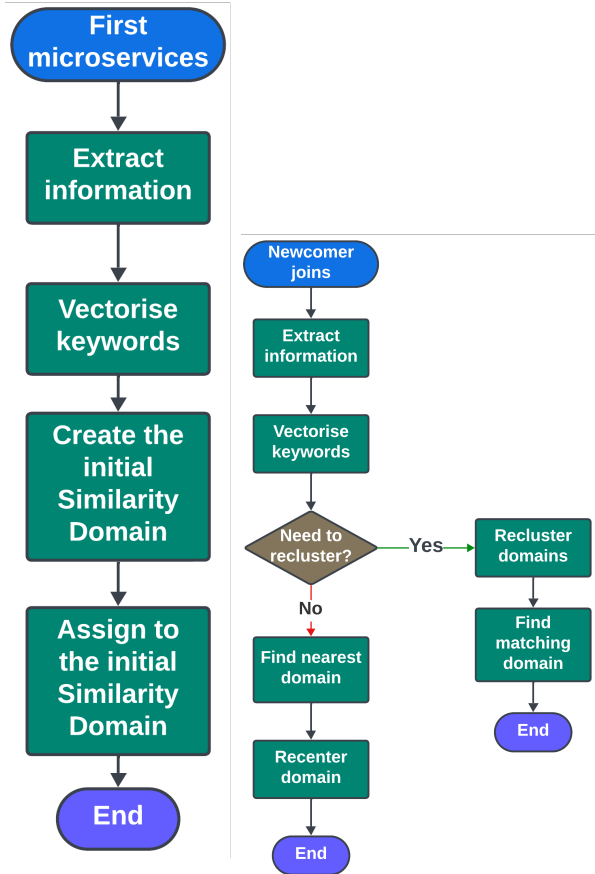 First
microservices
Extract
information
Vectorise
keywords
Create the
initial
Similarity
Domain
Assign to
the initial
Similarity
Domain
End
Newcomer
joins
Extract
information
Vectorise
keywords
Need to
recluster?
Yes
No
Find nearest
domain
Recenter
domain
End
Recluster
domains
Find
matching
domain
End